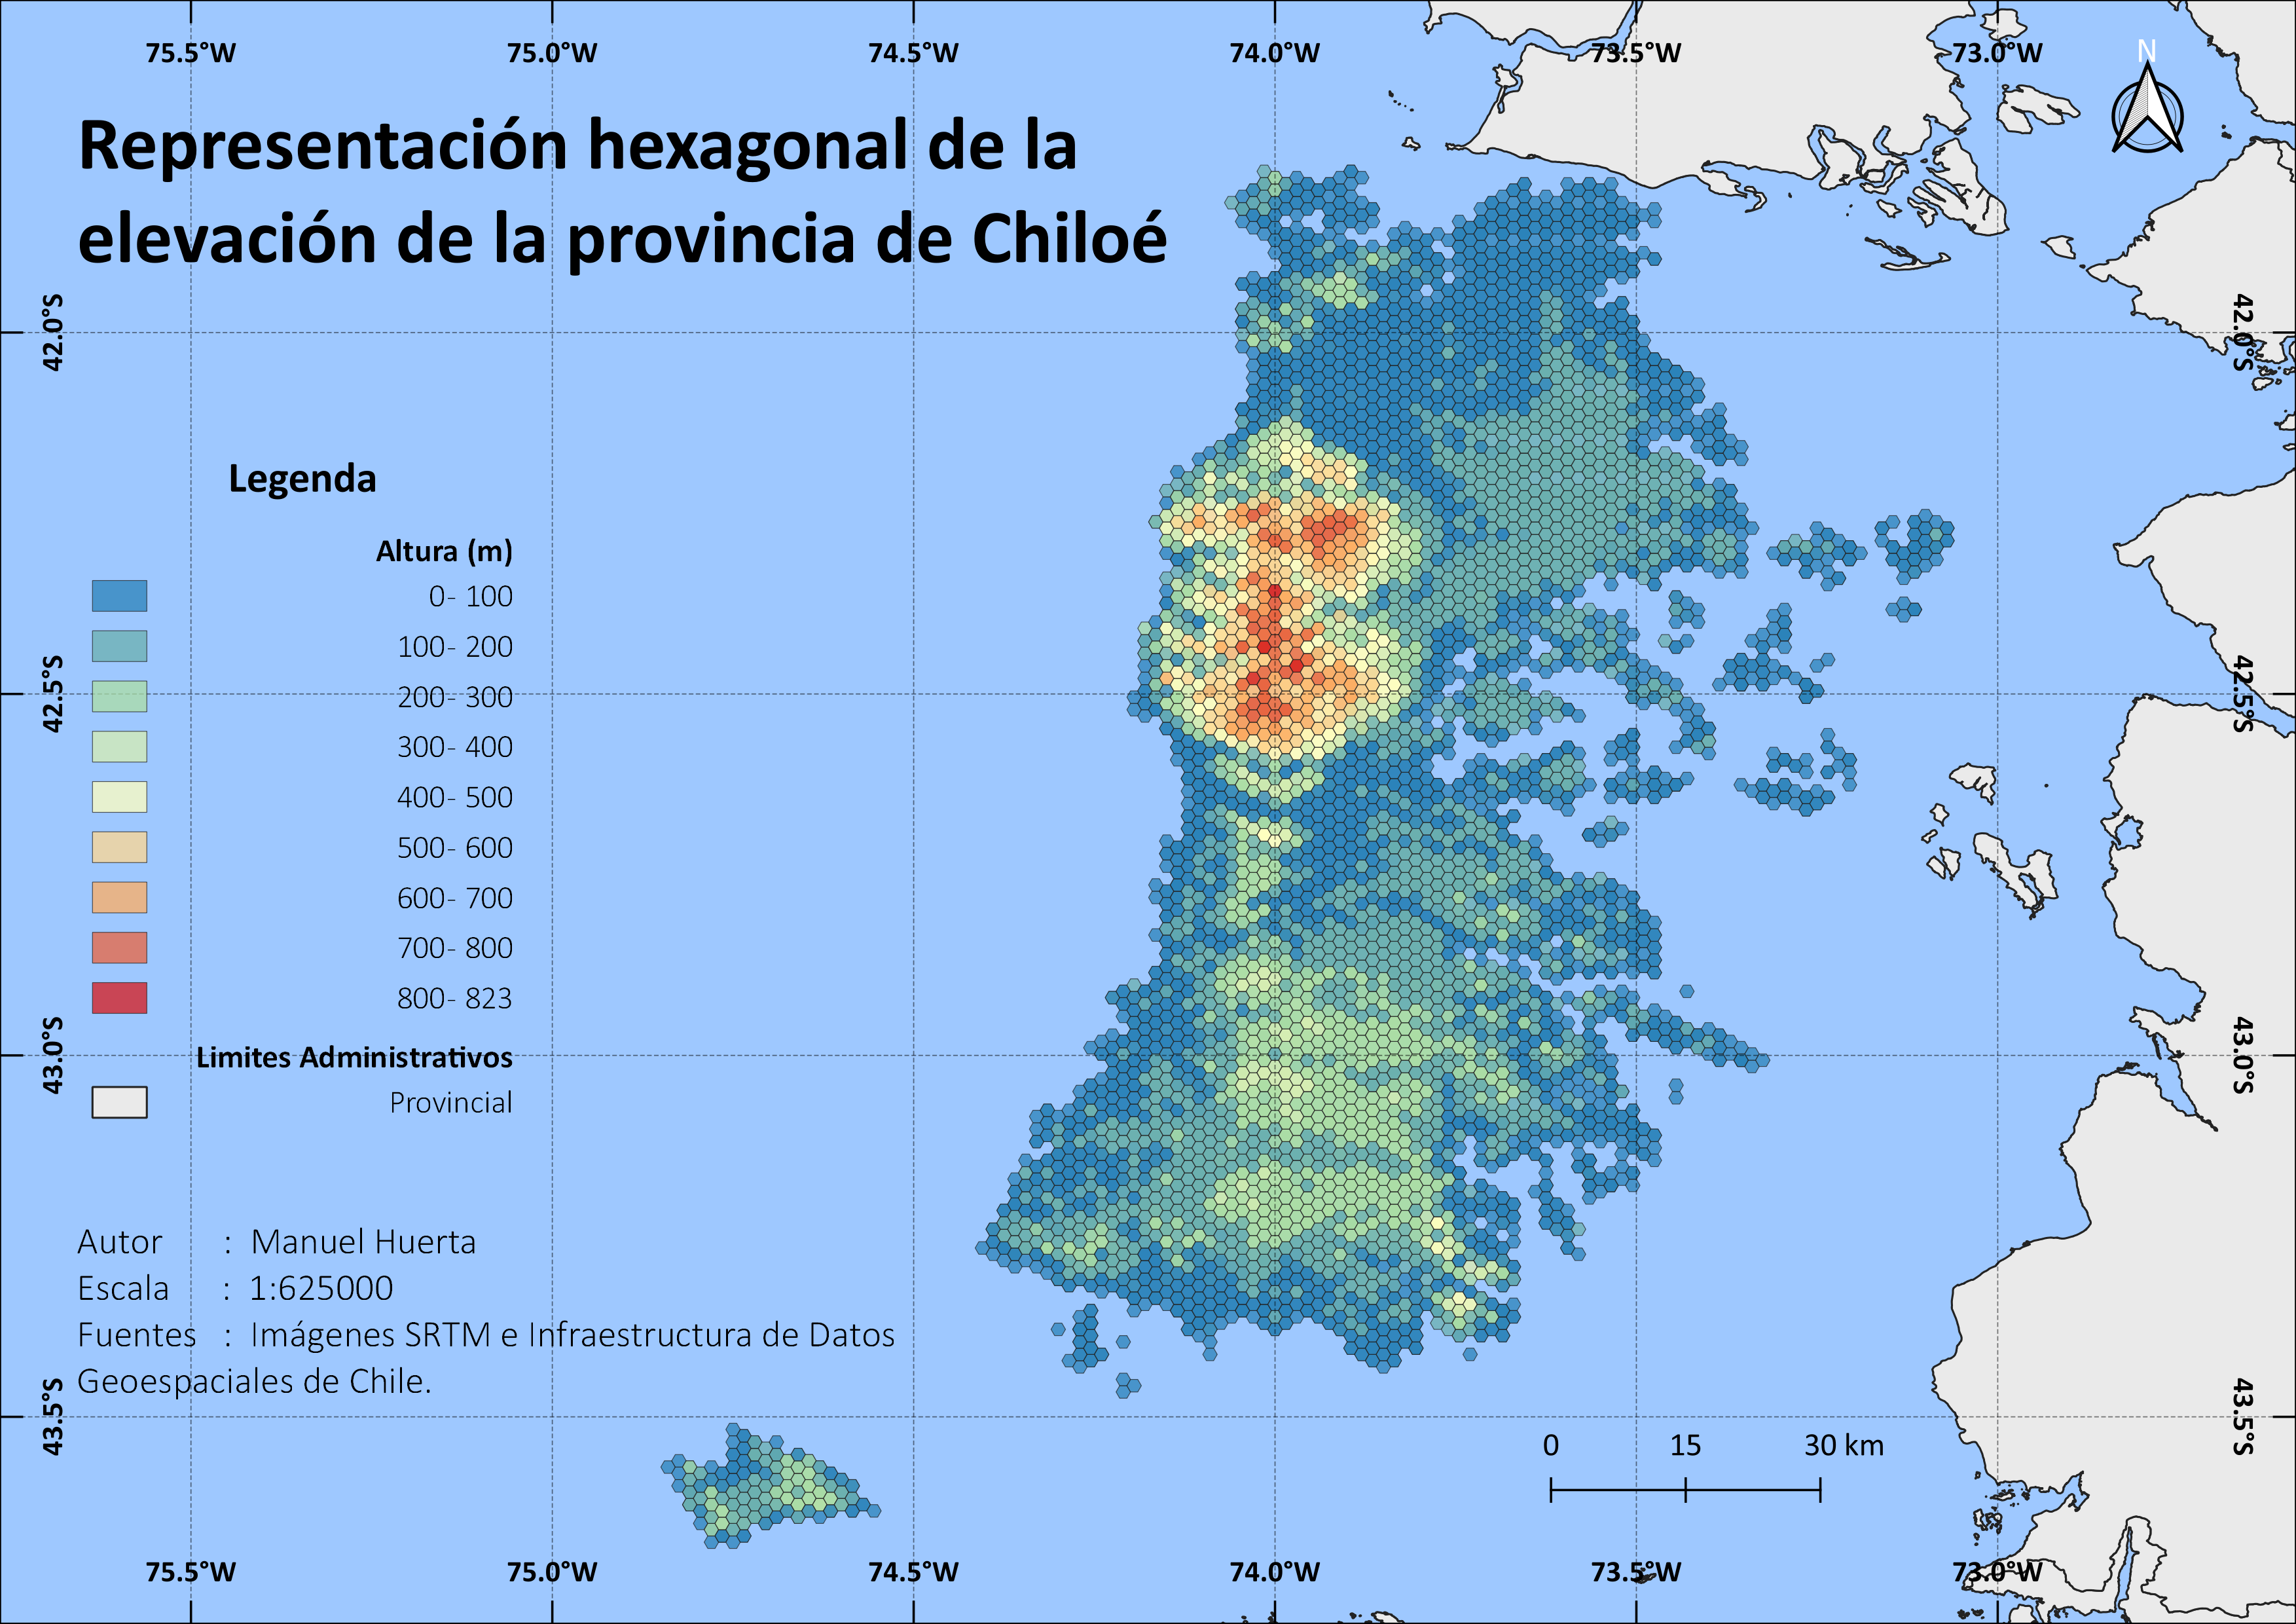 75.5°W 75.0°W 74.5°W 74.0°W 73.5°W 73.0°W
N
Representación hexagonal de la
elevación de la provincia de Chiloé
42.0°S 42.0°S
Legenda
Altura (m)
0- 100
100- 200
200- 300
300- 400
400- 500
500- 600
600- 700
700- 800
800- 823
42.5°S 42.5°S
Limites Administrativos
Provincial
43.0°S 43.0°S
Autor : Manuel Huerta
Escala : 1:625000
Fuentes : Imágenes SRTM e Infraestructura de Datos
Geoespaciales de Chile.
43.5°S 43.5°S
0 15 30 km
75.5°W 75.0°W 74.5°W 74.0°W 73.5°W 73.0°W